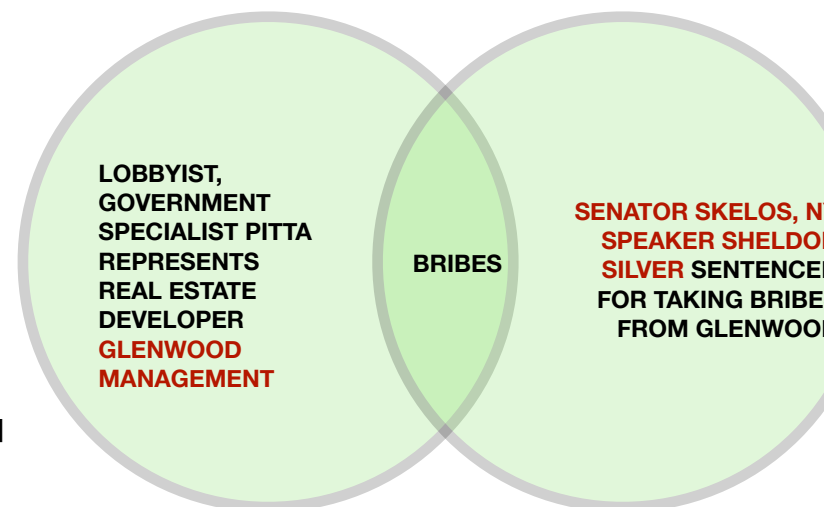 LOBBYIST,
GOVERNMENT
SPECIALIST PITTA
REPRESENTS
REAL ESTATE
DEVELOPER
GLENWOOD
MANAGEMENT
BRIBES
SENATOR SKELOS,
SPEAKER
SILVER
FOR TAKING
FROM